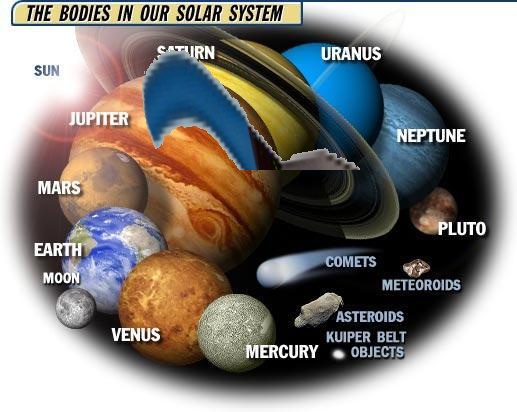 THE BODIES IN OUR SOLAR SYSTEM
SATURN
URANUS
SUN
JUPITER
NEPTUNE
MARS
PLUTO
EARTH
COMETS
MOON
METEOROIDS
ASTEROIDS
VENUS
KUIPER BELT
OBJECTS
MERCURY